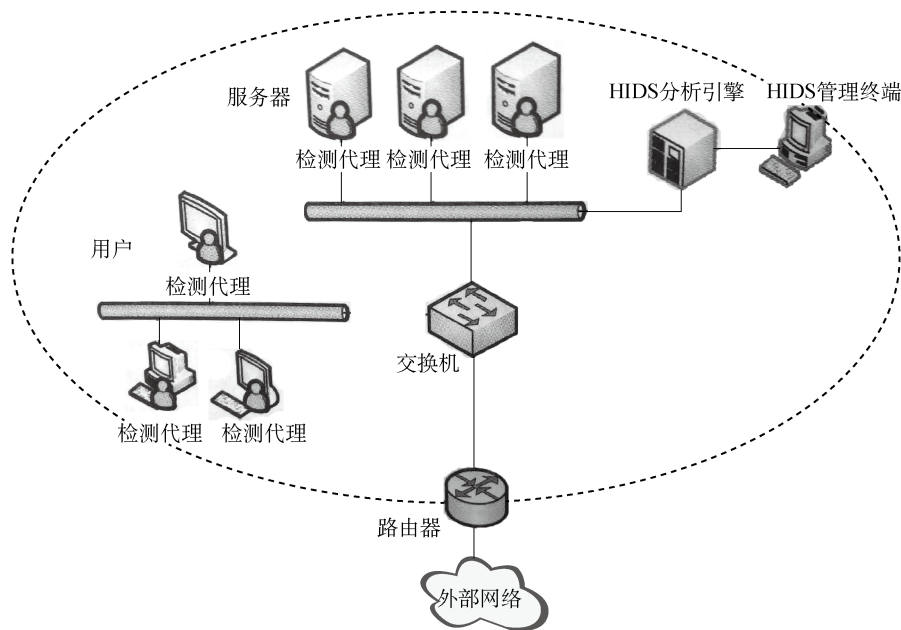 服务器
HIDS分析引擎
HIDS管理终端
检测代理
检测代理
检测代理
用户
检测代理
交换机
检测代理
检测代理
路由器
外部网络